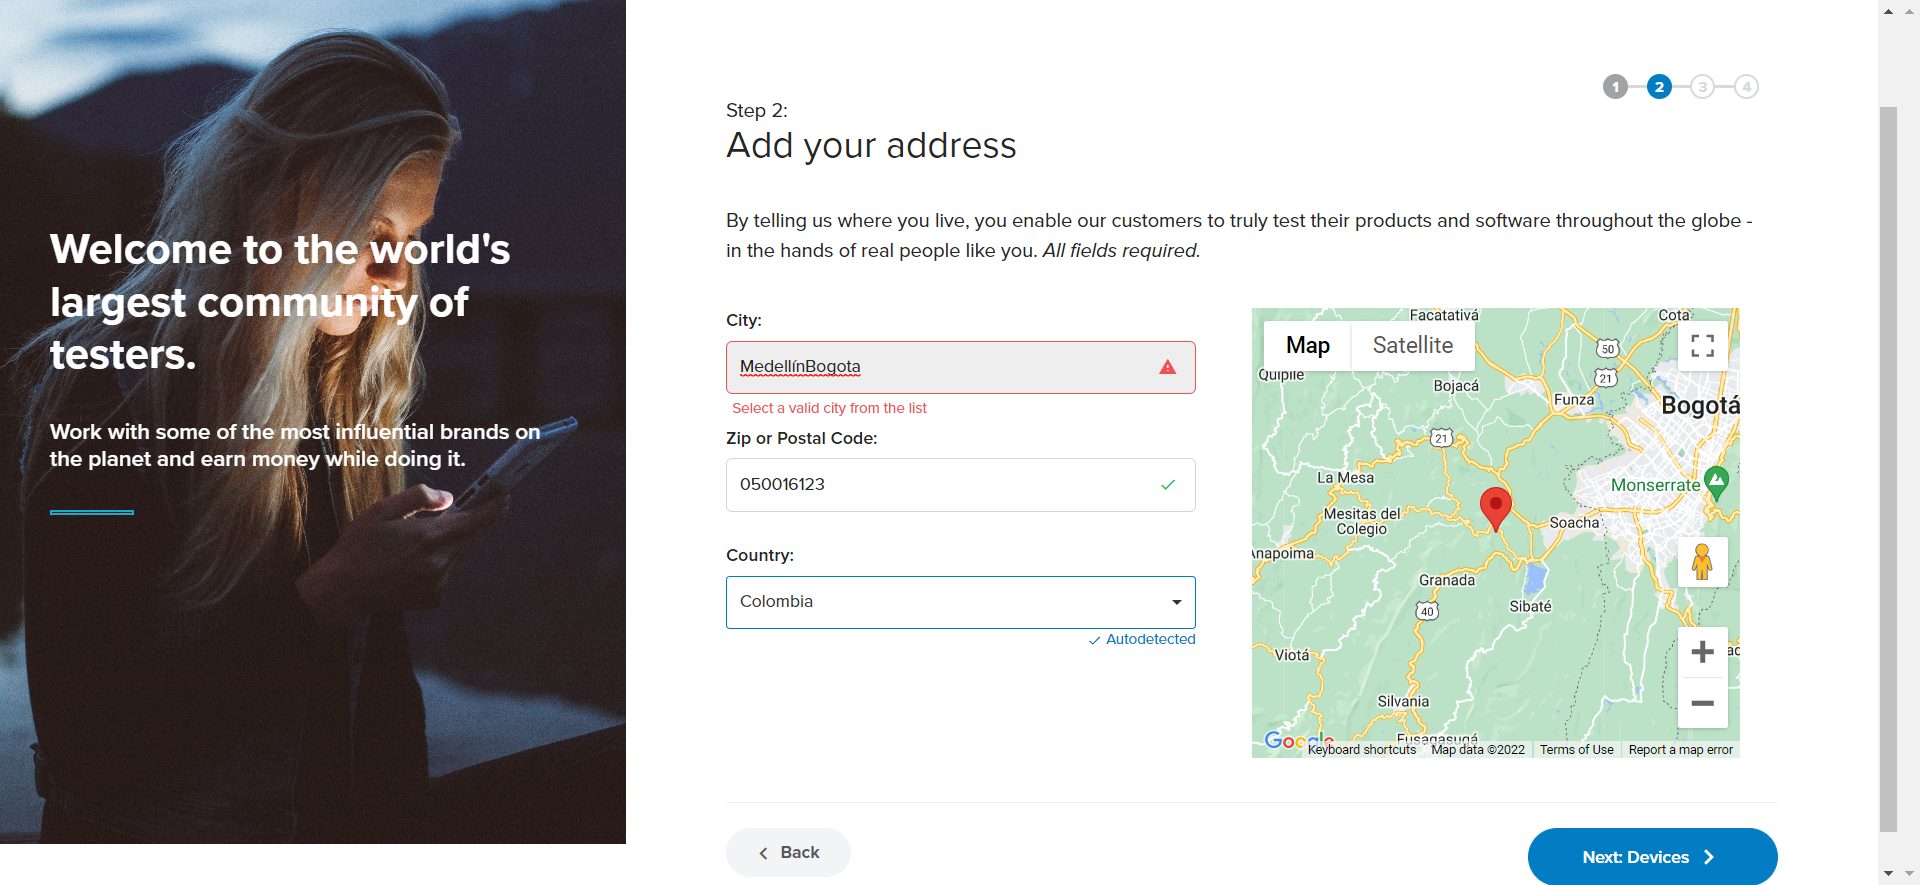 Welcome to the world's
largest community of
testers.
Work with some of the most influential brands on
the planet and earn money while doing it.
1 2 3 4
Step 2:
Add your address
By telling us where you live, you enable our customers to truly test their products and software throughout the globe -
in the hands of real people like you. All fields required.
City:
MedellínBogota
Select a valid city from the list
Zip or Postal Code:
050016123
Country:
Colombia
Autodetected
Map
Satellite
Facatativá
Cota
50
Quipile
21
Bojacá
Funza
Bogotá
21
La Mesa
Monserrate
Mesitas del
Colegio
Soacha
Anapoima
Granada
Sibaté
40
Viotá
Silvania
Fusagasugá
Google
Keyboard shortcuts
Map data ©2022
Terms of Use
Report a map error
Back
Next: Devices